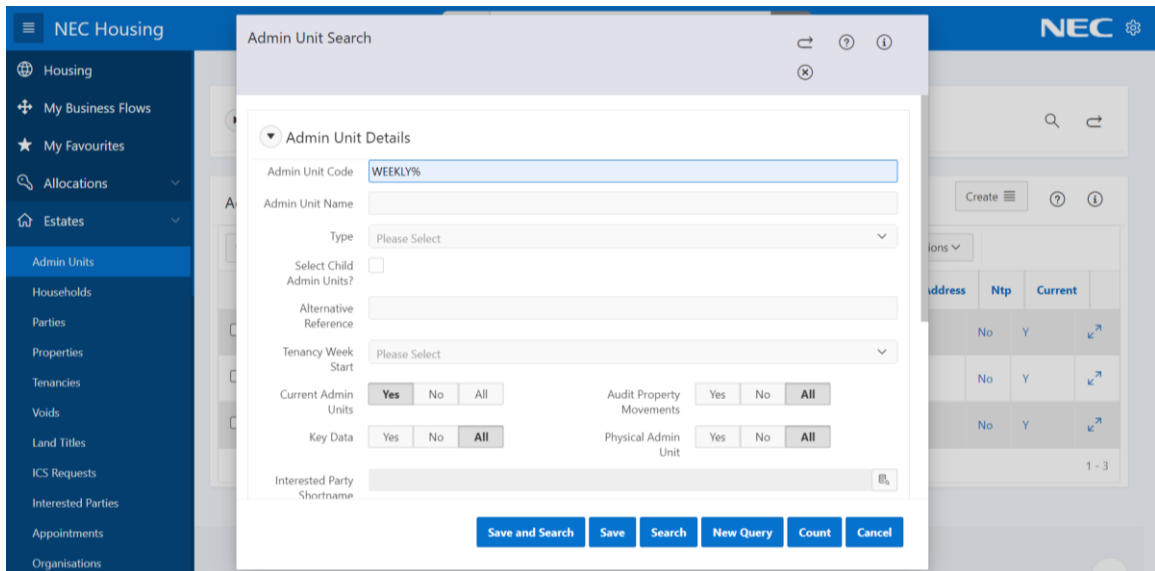 NEC Housing
NEC
Housing
My Business Flows
My Favourites
Allocations
Estates
Admin Units
Households
Parties
Properties
Tenancies
Voids
Land Titles
ICS Requests
Interested Parties
Appointments
Organisations
Admin Unit Search
Admin Unit Details
Admin Unit Code WEEKLY%
Admin Unit Name
Type Please Select
Select Child
Admin Units?
Alternative
Reference
Tenancy Week
Start
Please Select
Current Admin
Units
Yes No All
Audit Property
Movements
Yes No All
Key Data Yes No All
Physical Admin
Unit
Yes No All
Interested Party
Shortname
Save and Search Save Search New Query Count Cancel
Create
Address Ntp Current
No Y
No Y
No Y
1 - 3